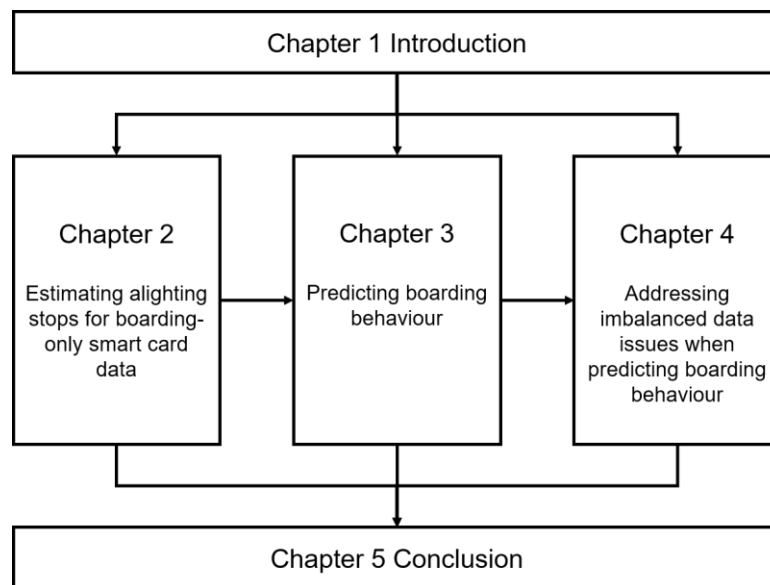 Chapter 1 Introduction
Chapter 2
Estimating alighting
stops for boarding-
only smart card
data
Chapter 3
Predicting boarding
behaviour
Chapter 4
Addressing
imbalanced data
issues when
predicting boarding
behaviour
Chapter 5 Conclusion